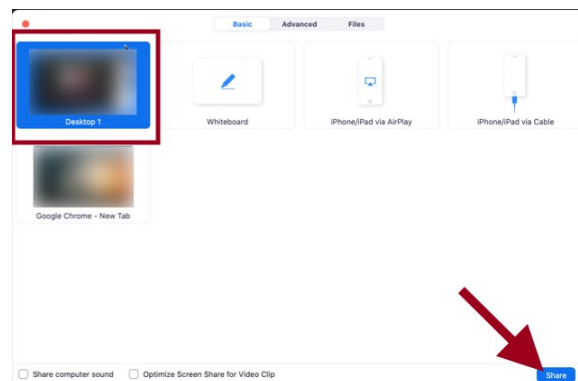 Basic Advanced Files
Desktop 1 Whiteboard iPhone/iPad via AirPlay iPhone/iPad via Cable
Google Chrome - New Tab
Share computer sound Optimize Screen Share for Video Clip Share